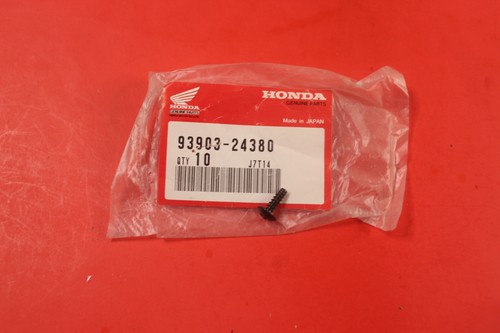 HONDA
HONDA
GENUINE PARTS
Made in JAPAN
93903-24380
QTY 10 J7T14